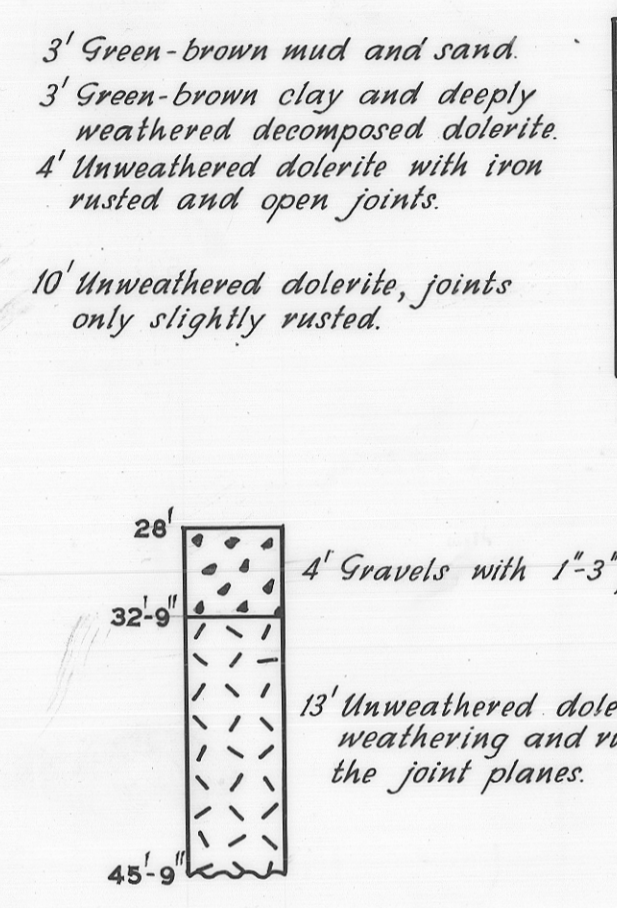 3' Green-brown mud and sand.
3' Green-brown clay and deeply
weathered decomposed dolerite.
4' Unweathered dolerite with iron
rusted and open joints.
10' Unweathered dolerite, joints
only slightly rusted.
28'
4' Gravels with 1"-3"
32'-9"
13' Unweathered dole
weathering and ru
the joint planes.
45'-9"